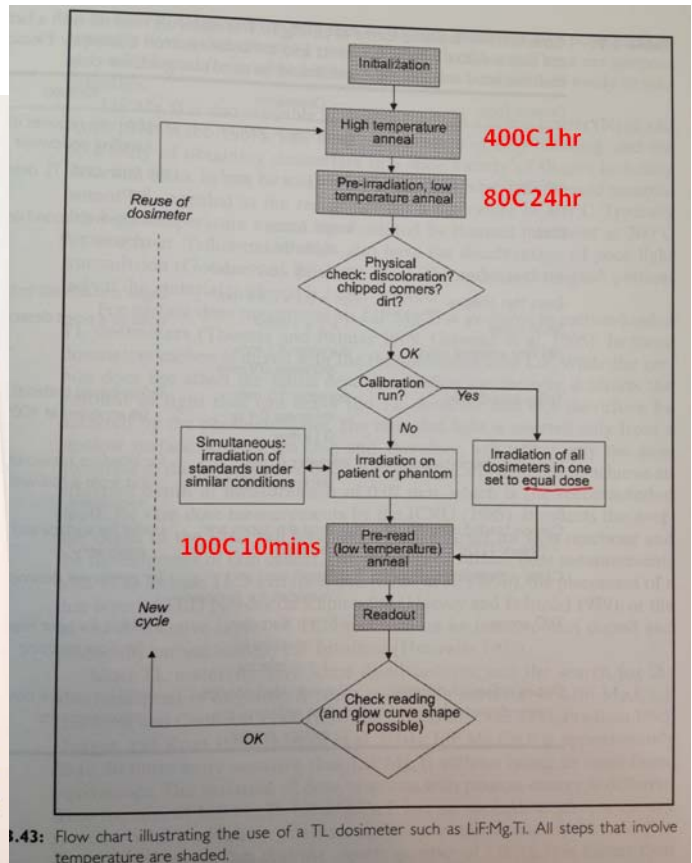 Initialization
High temperature
anneal
400C 1hr
Pre-irradiation, low
temperature anneal
80C 24hr
Reuse of
dosimeter
Physical
check: discoloration?
chipped corners?
dirt?
OK
Calibration
run?
Yes
No
Simultaneous:
irradiation of
standards under
similar conditions
Irradiation on
patient or phantom
Irradiation of all
dosimeters in one
set to equal dose
100C 10mins
Pre-read
(low temperature)
anneal
New
cycle
Readout
Check reading
(and glow curve shape
if possible)
OK
3.43: Flow chart illustrating the use of a TL dosimeter such as LiF:Mg,Ti. All steps that involve
temperature are shaded.